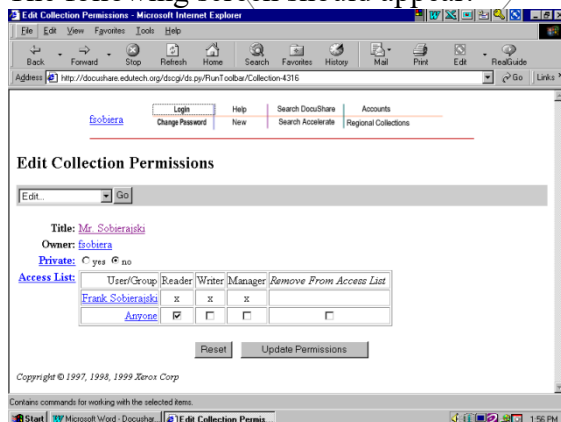 The following screen should appear.
Edit Collection Permissions - Microsoft Internet Explorer
File Edit View Favorites Tools Help
Back Forward Stop Refresh Home Search Favorites History Mail Print Edit RealGuide
Address http://docushare.edutech.org/dscgi/ds.py/RunToolbar/Collection-4316 Go Links
Login Help Search DocuShare Accounts
fsobiera Change Password New Search Accelerate Regional Collections
Edit Collection Permissions
Edit... Go
Title: Mr. Sobierajski
Owner: fsobiera
Private: yes no
Access List: User/Group Reader Writer Manager Remove From Access List
Frank Sobierajski x x x
Anyone
Reset Update Permissions
Copyright © 1997, 1998, 1999 Xerox Corp
Contains commands for working with the selected items.
Start Microsoft Word - Docushar... Edit Collection Permis... 1:56 PM